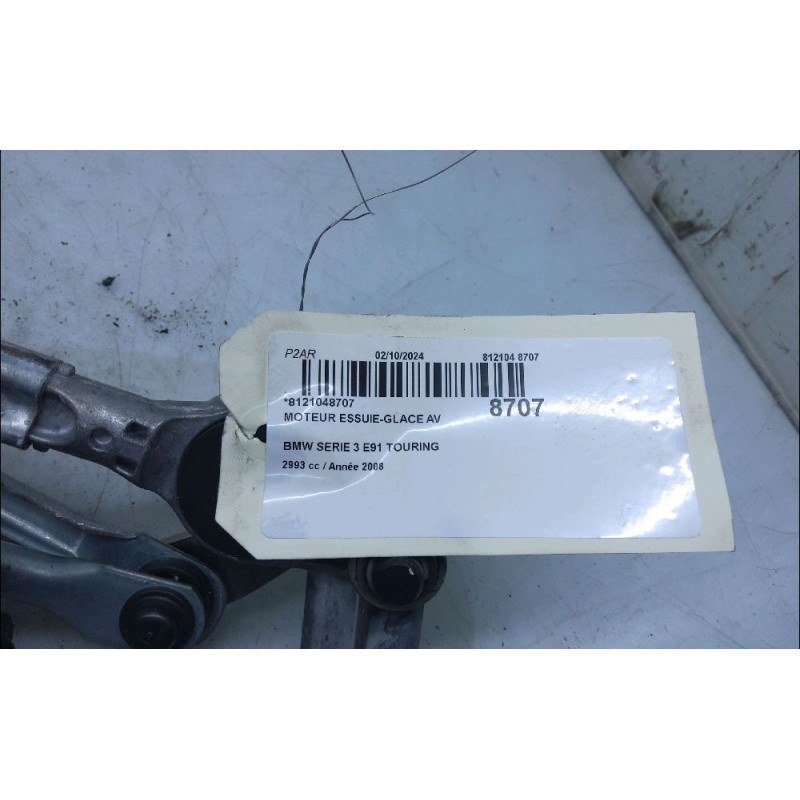 P2AR 02/10/2024 812104 8707
*8121048707 8707
MOTEUR ESSUIE-GLACE AV
BMW SERIE 3 E91 TOURING
2993 cc / Année 2006